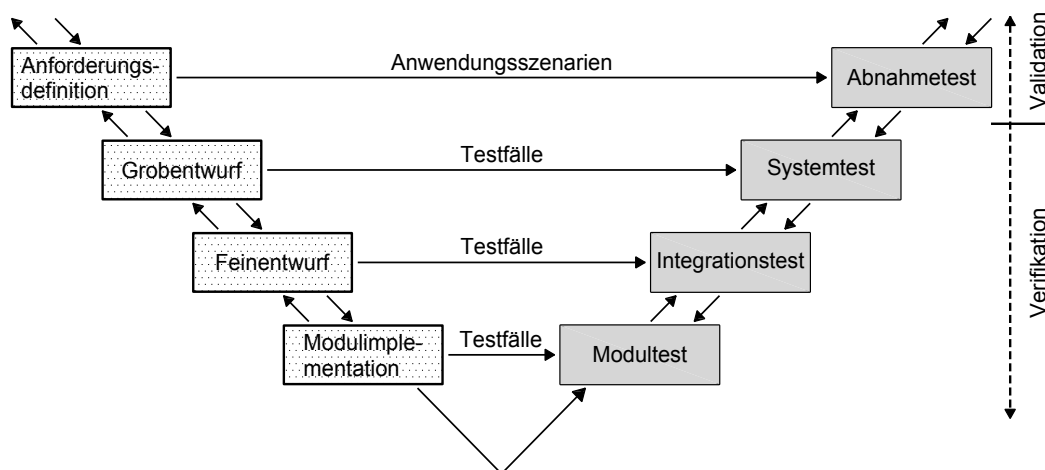 Anforderungs-
definition
Anwendungsszenarien
Abnahmetest
Validation
Grobentwurf
Testfälle
Systemtest
Feinentwurf
Testfälle
Integrationstest
Verifikation
Modulimple-
mentation
Testfälle
Modultest